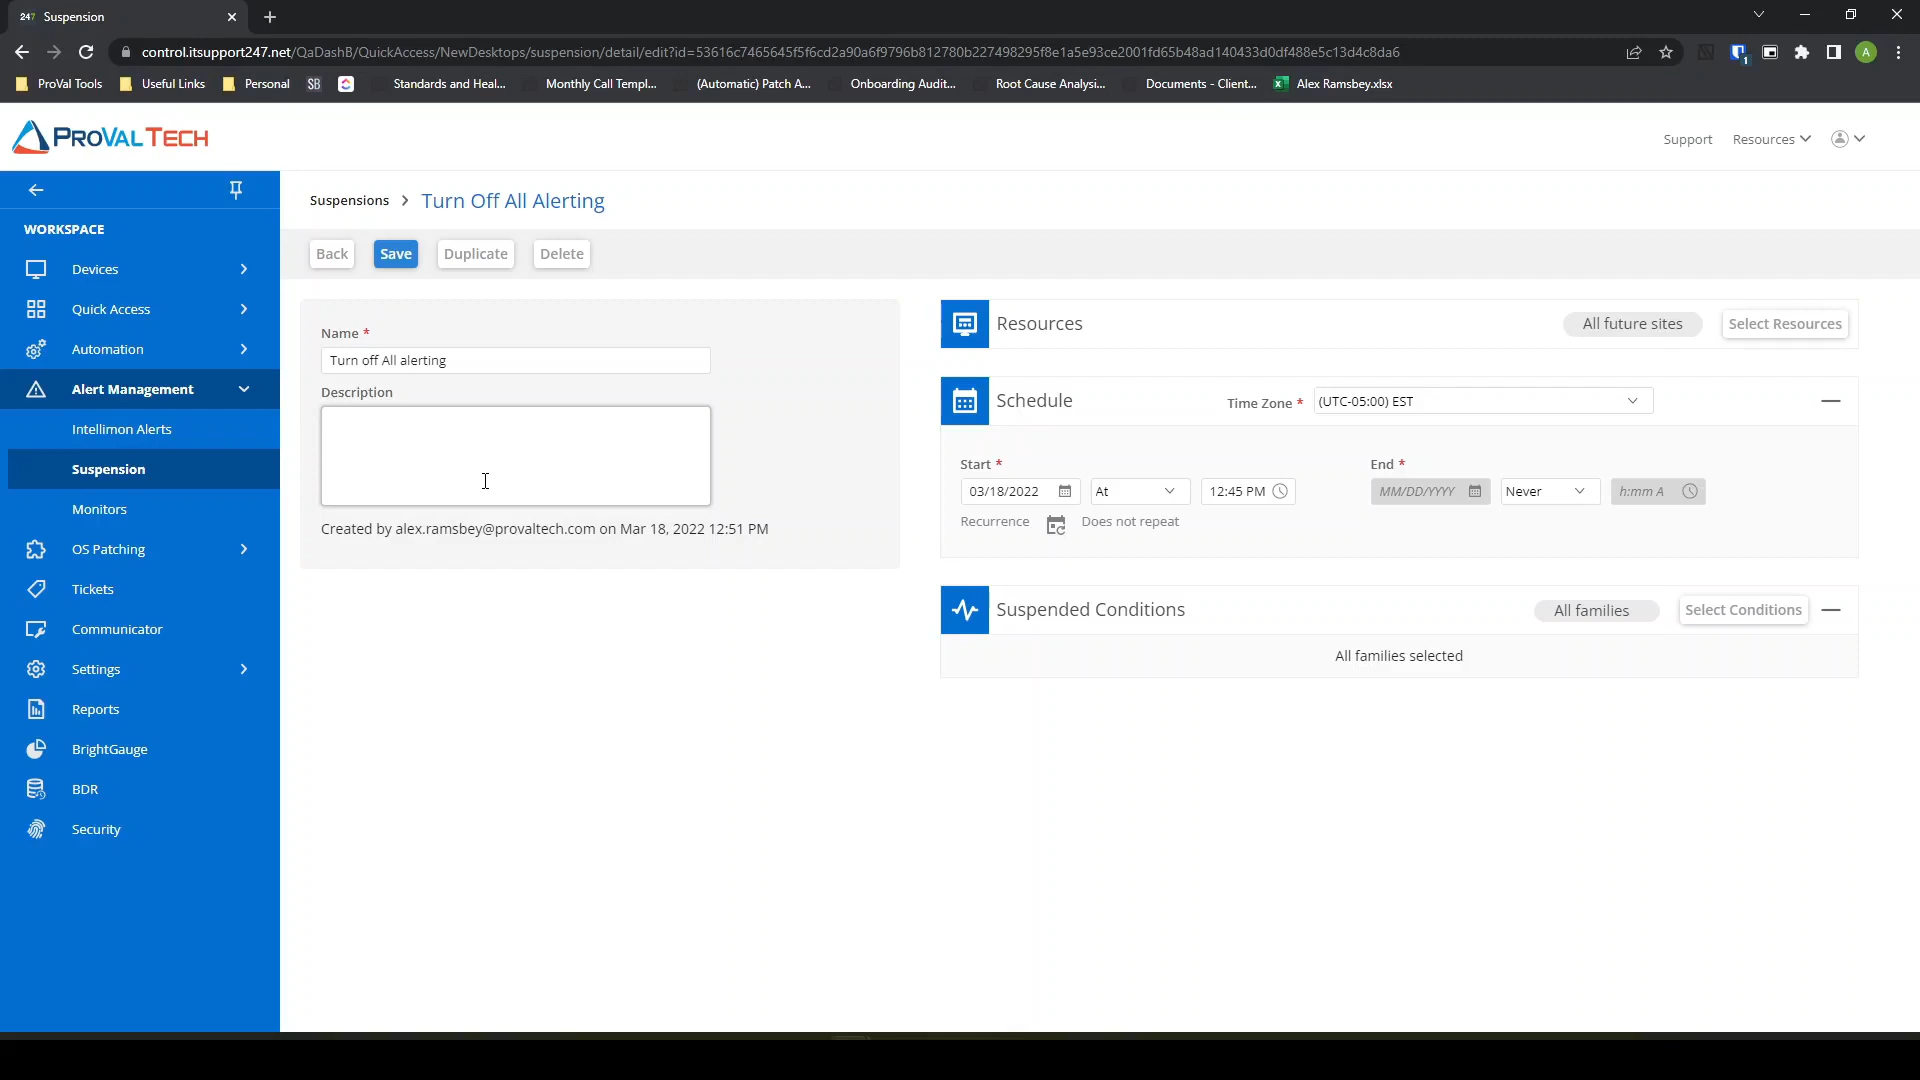 247 Suspension
control.itsupport247.net/QaDashB/QuickAccess/NewDesktops/suspension/detail/edit?id=53616c7465645f5f6cd2a90a6f9796b812780b227498295f8e1a5e93ce2001fd65b48ad140433d0df488e5c13d4c8da6
1 A
ProVal Tools Useful Links Personal SB Standards and Heal... Monthly Call Templ... (Automatic) Patch A... Onboarding Audit... Root Cause Analysi... Documents - Client... Alex Ramsbey.xlsx
PROVAL TECH
Support Resources
WORKSPACE
Devices
Quick Access
Automation
Alert Management
Intellimon Alerts
Suspension
Monitors
OS Patching
Tickets
Communicator
Settings
Reports
BrightGauge
BDR
Security
Suspensions > Turn Off All Alerting
Back Save Duplicate Delete
Name *
Turn off All alerting
Description
Created by alex.ramsbey@provaltech.com on Mar 18, 2022 12:51 PM
Resources All future sites Select Resources
Schedule Time Zone * (UTC-05:00) EST
Start * End *
03/18/2022 At 12:45 PM MM/DD/YYYY Never h:mm A
Recurrence Does not repeat
Suspended Conditions All families Select Conditions
All families selected